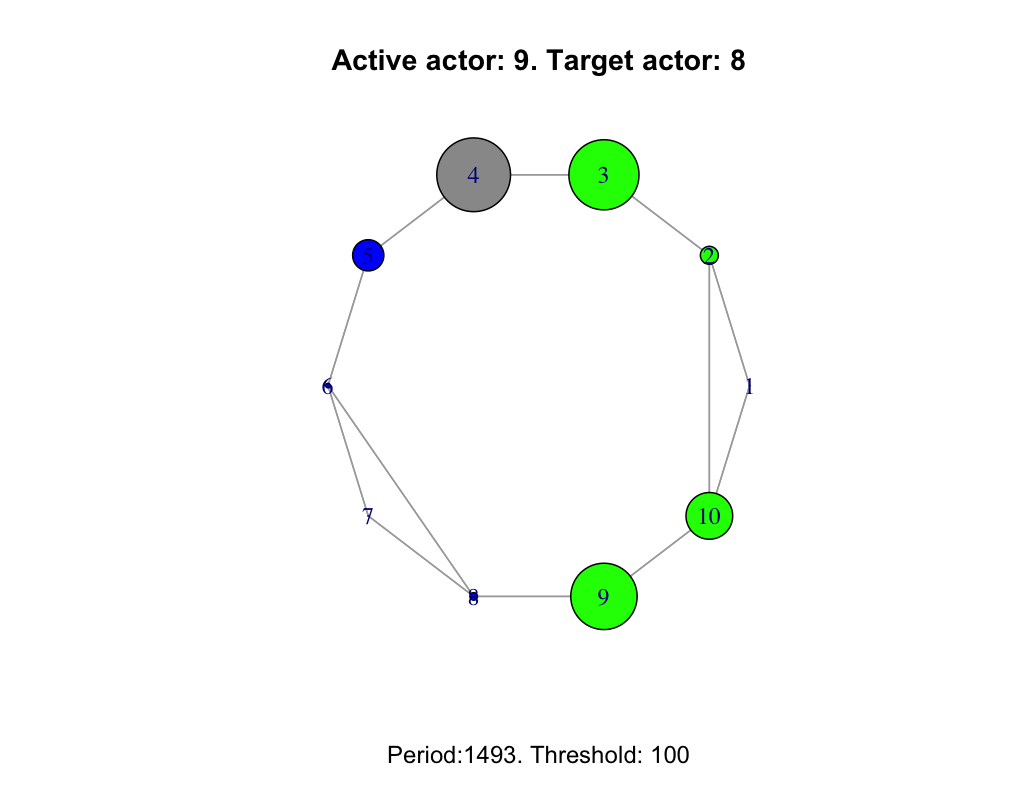 Active actor: 9. Target actor: 8
4 3
5 2
6 1
7 10
8 9
Period:1493. Threshold: 100